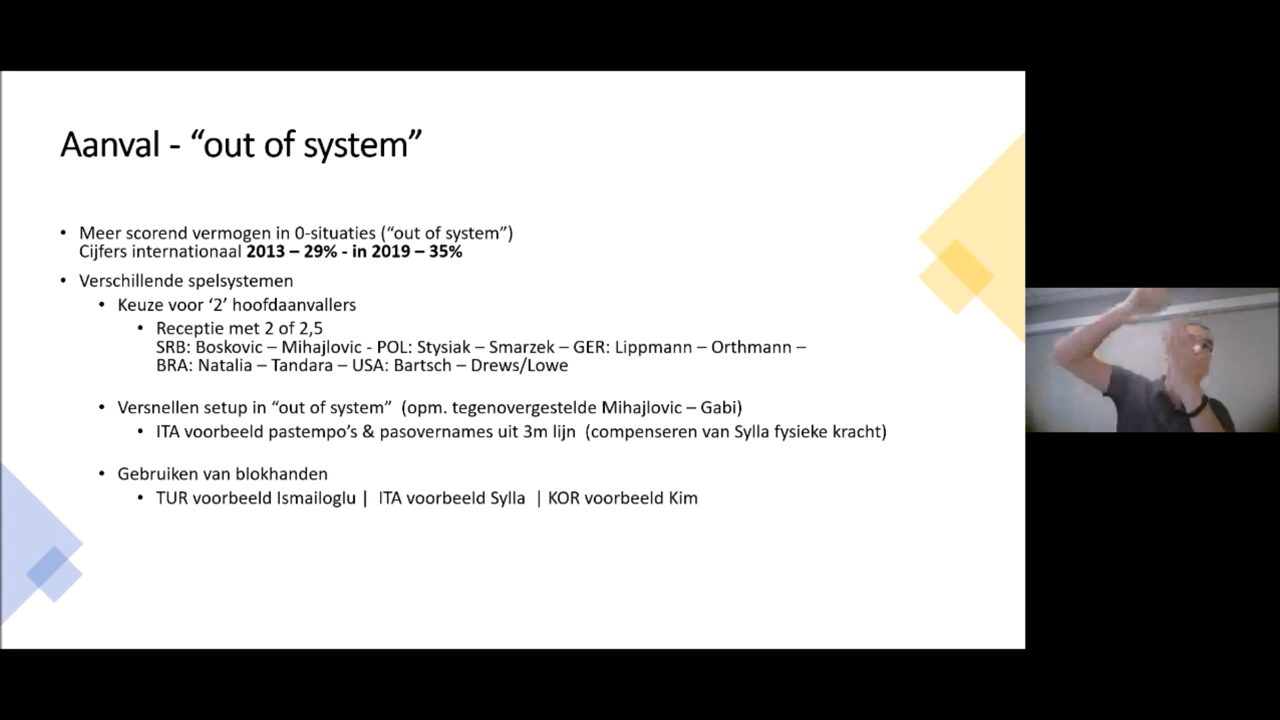 Aanval - “out of system”
• Meer scorend vermogen in 0-situaties (“out of system”)
Cijfers internationaal 2013 – 29% - in 2019 – 35%
• Verschillende spelsystemen
• Keuze voor ‘2’ hoofdaanvallers
• Receptie met 2 of 2,5
SRB: Boskovic – Mihajlovic - POL: Stysiak – Smarzek – GER: Lippmann – Orthmann –
BRA: Natalia – Tandara – USA: Bartsch – Drews/Lowe
• Versnellen setup in “out of system” (opm. tegenovergestelde Mihajlovic – Gabi)
• ITA voorbeeld pastempo’s & pasovernames uit 3m lijn (compenseren van Sylla fysieke kracht)
• Gebruiken van blokhanden
• TUR voorbeeld Ismailoglu | ITA voorbeeld Sylla | KOR voorbeeld Kim